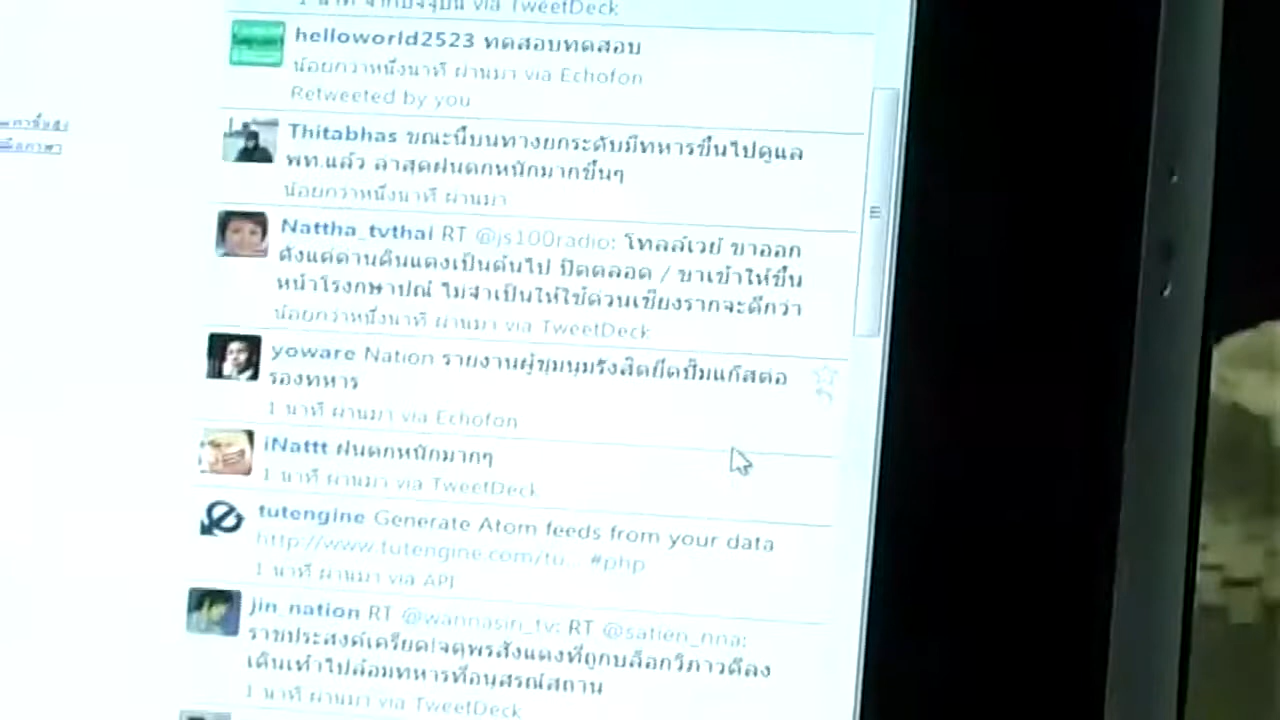 1 นาที จากปัจจุบัน via TweetDeck
helloworld2523 ทดสอบทดสอบ
น้อยกว่าหนึ่งนาที ผ่านมา via Echofon
Retweeted by you
Thitabhas ขณะนี้บนทางยกระดับมีทหารขึ้นไปดูแล
พท.แล้ว ล่าสุดฝนตกหนักมากขึ้นๆ
น้อยกว่าหนึ่งนาที ผ่านมา
Nattha_tvthai RT @js100radio: โทลล์เวย์ ขาออก
ตั้งแต่ด่านดินแดงเป็นต้นไป ปิดตลอด / ขาเข้าให้ขึ้น
หน้าโรงกษาปณ์ ไม่จำเป็นให้ใช้ด่วนเชียงรากจะดีกว่า
น้อยกว่าหนึ่งนาที ผ่านมา via TweetDeck
yoware Nation รายงานผู้ชุมนุมรังสิตยึดปั๊มแก๊สต่อ
รองทหาร
1 นาที ผ่านมา via Echofon
iNattt ฝนตกหนักมากๆ
1 นาที ผ่านมา via TweetDeck
tutengine Generate Atom feeds from your data
http://www.tutengine.com/tu... #php
1 นาที ผ่านมา via API
jin_nation RT @wannasiri_tv: RT @satien_nna:
ราชประสงค์เครียด!จตุพรสั่งแดงที่ถูกบล็อกวิภาวดีลง
เดินเท้าไปล้อมทหารที่อนุสรณ์สถาน
1 นาที ผ่านมา via TweetDeck